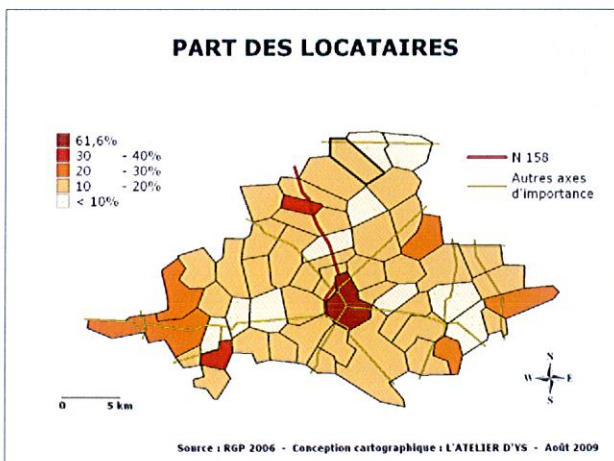 PART DES LOCATAIRES
61,6%
30 - 40%
20 - 30%
10 - 20%
< 10%
N 158
Autres axes
d'importance
0 5 km
N
W E
S
Source : RGP 2006 - Conception cartographique : L'ATELIER D'YS - Août 2009